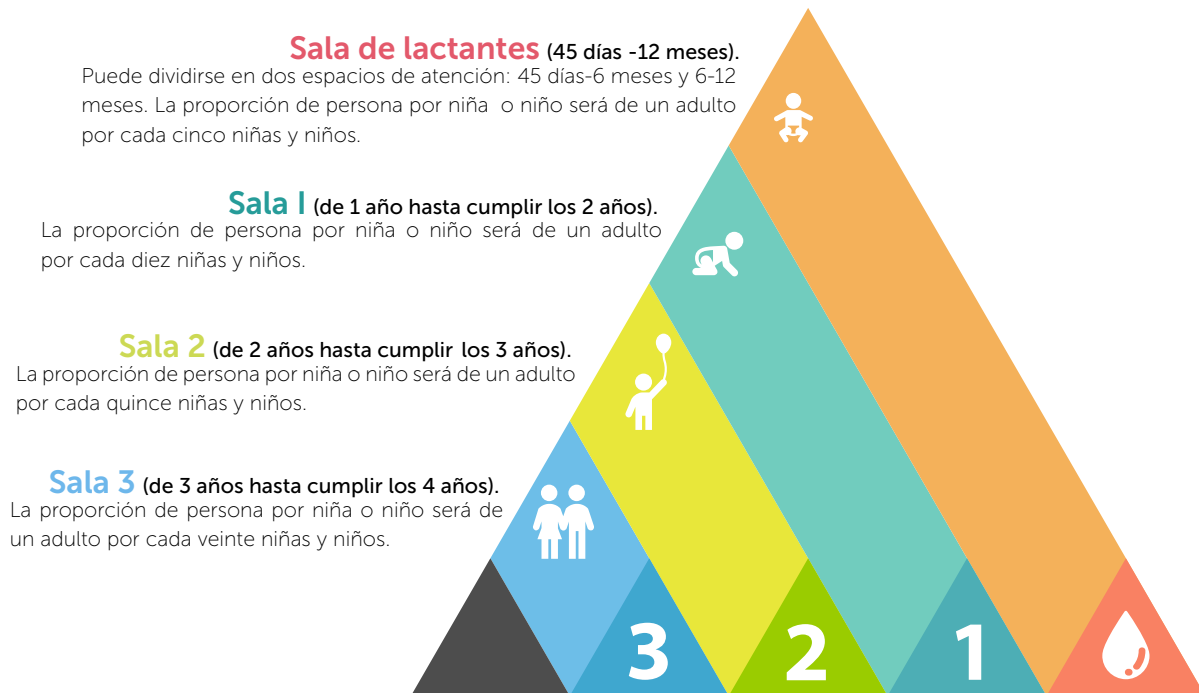 Sala de lactantes (45 días -12 meses).
Puede dividirse en dos espacios de atención: 45 días-6 meses y 6-12
meses. La proporción de persona por niña o niño será de un adulto
por cada cinco niñas y niños.
Sala I (de 1 año hasta cumplir los 2 años).
La proporción de persona por niña o niño será de un adulto
por cada diez niñas y niños.
Sala 2 (de 2 años hasta cumplir los 3 años).
La proporción de persona por niña o niño será de un adulto
por cada quince niñas y niños.
Sala 3 (de 3 años hasta cumplir los 4 años).
La proporción de persona por niña o niño será de
un adulto por cada veinte niñas y niños.
3 2 1